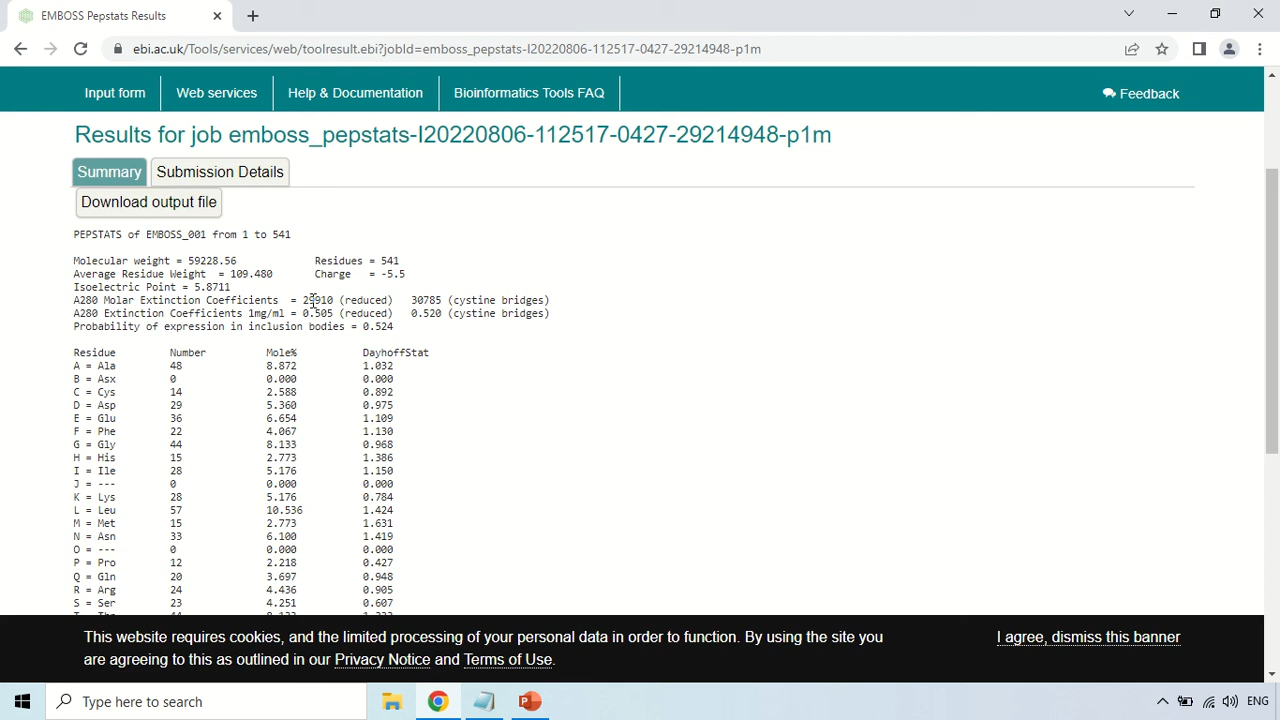 EMBOSS Pepstats Results
ebi.ac.uk/Tools/services/web/toolresult.ebi?jobId=emboss_pepstats-I20220806-112517-0427-29214948-p1m
Input form Web services Help & Documentation Bioinformatics Tools FAQ Feedback
Results for job emboss_pepstats-I20220806-112517-0427-29214948-p1m
Summary Submission Details
Download output file
PEPSTATS of EMBOSS_001 from 1 to 541
Molecular weight = 59228.56 Residues = 541
Average Residue Weight = 109.480 Charge = -5.5
Isoelectric Point = 5.8711
A280 Molar Extinction Coefficients = 29910 (reduced) 30785 (cystine bridges)
A280 Extinction Coefficients 1mg/ml = 0.505 (reduced) 0.520 (cystine bridges)
Probability of expression in inclusion bodies = 0.524
Residue Number Mole% DayhoffStat
A = Ala 48 8.872 1.032
B = Asx 0 0.000 0.000
C = Cys 14 2.588 0.892
D = Asp 29 5.360 0.975
E = Glu 36 6.654 1.109
F = Phe 22 4.067 1.130
G = Gly 44 8.133 0.968
H = His 15 2.773 1.386
I = Ile 28 5.176 1.150
J = --- 0 0.000 0.000
K = Lys 28 5.176 0.784
L = Leu 57 10.536 1.424
M = Met 15 2.773 1.631
N = Asn 33 6.100 1.419
O = --- 0 0.000 0.000
P = Pro 12 2.218 0.427
Q = Gln 20 3.697 0.948
R = Arg 24 4.436 0.905
S = Ser 23 4.251 0.607
This website requires cookies, and the limited processing of your personal data in order to function. By using the site you
are agreeing to this as outlined in our Privacy Notice and Terms of Use.
I agree, dismiss this banner
Type here to search
ENG